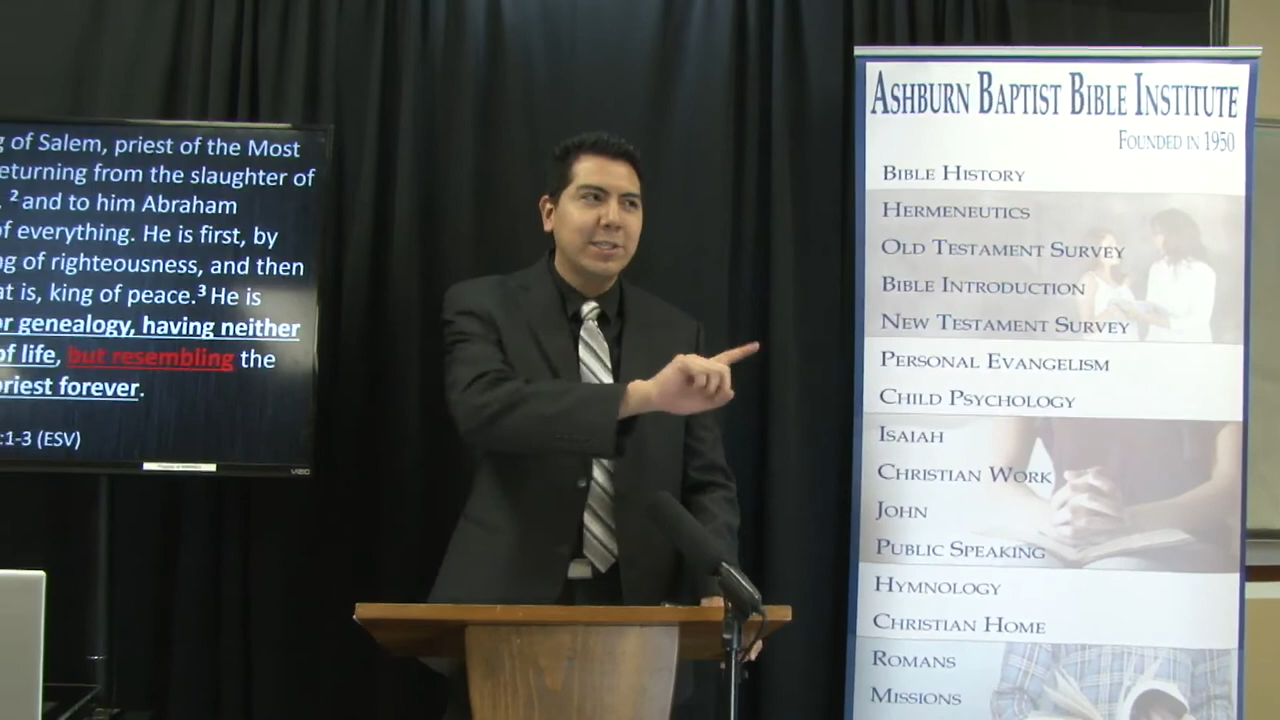 g of Salem, priest of the Most
eturning from the slaughter of
. ² and to him Abraham
of everything. He is first, by
ng of righteousness, and then
at is, king of peace. ³ He is
or genealogy, having neither
of life, but resembling the
priest forever.
:1-3 (ESV)
VIZIO
ASHBURN BAPTIST BIBLE INSTITUTE
FOUNDED IN 1950
BIBLE HISTORY
HERMENEUTICS
OLD TESTAMENT SURVEY
BIBLE INTRODUCTION
NEW TESTAMENT SURVEY
PERSONAL EVANGELISM
CHILD PSYCHOLOGY
ISAIAH
CHRISTIAN WORK
JOHN
PUBLIC SPEAKING
HYMNOLOGY
CHRISTIAN HOME
ROMANS
MISSIONS